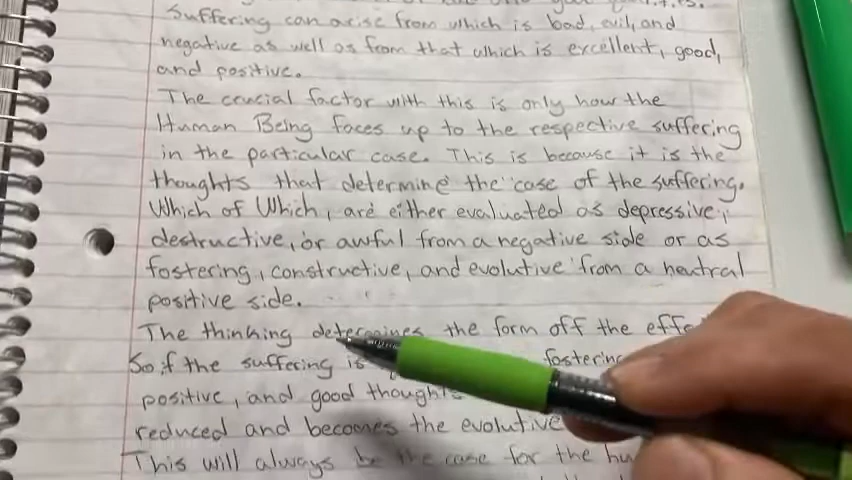 Suffering can arise from which is bad, evil, and
negative as well as from that which is excellent, good,
and positive.
The crucial factor with this is only how the
Human Being faces up to the respective suffering
in the particular case. This is because it is the
thoughts that determine the case of the suffering.
Which of Which, are either evaluated as depressive,
destructive, or awful from a negative side or as
fostering, constructive, and evolutive from a neutral
positive side.
The thinking determines the form off the
So if the suffering is fostering
positive, and good thoughts
reduced and becomes the evolutive
This will always be the case for the